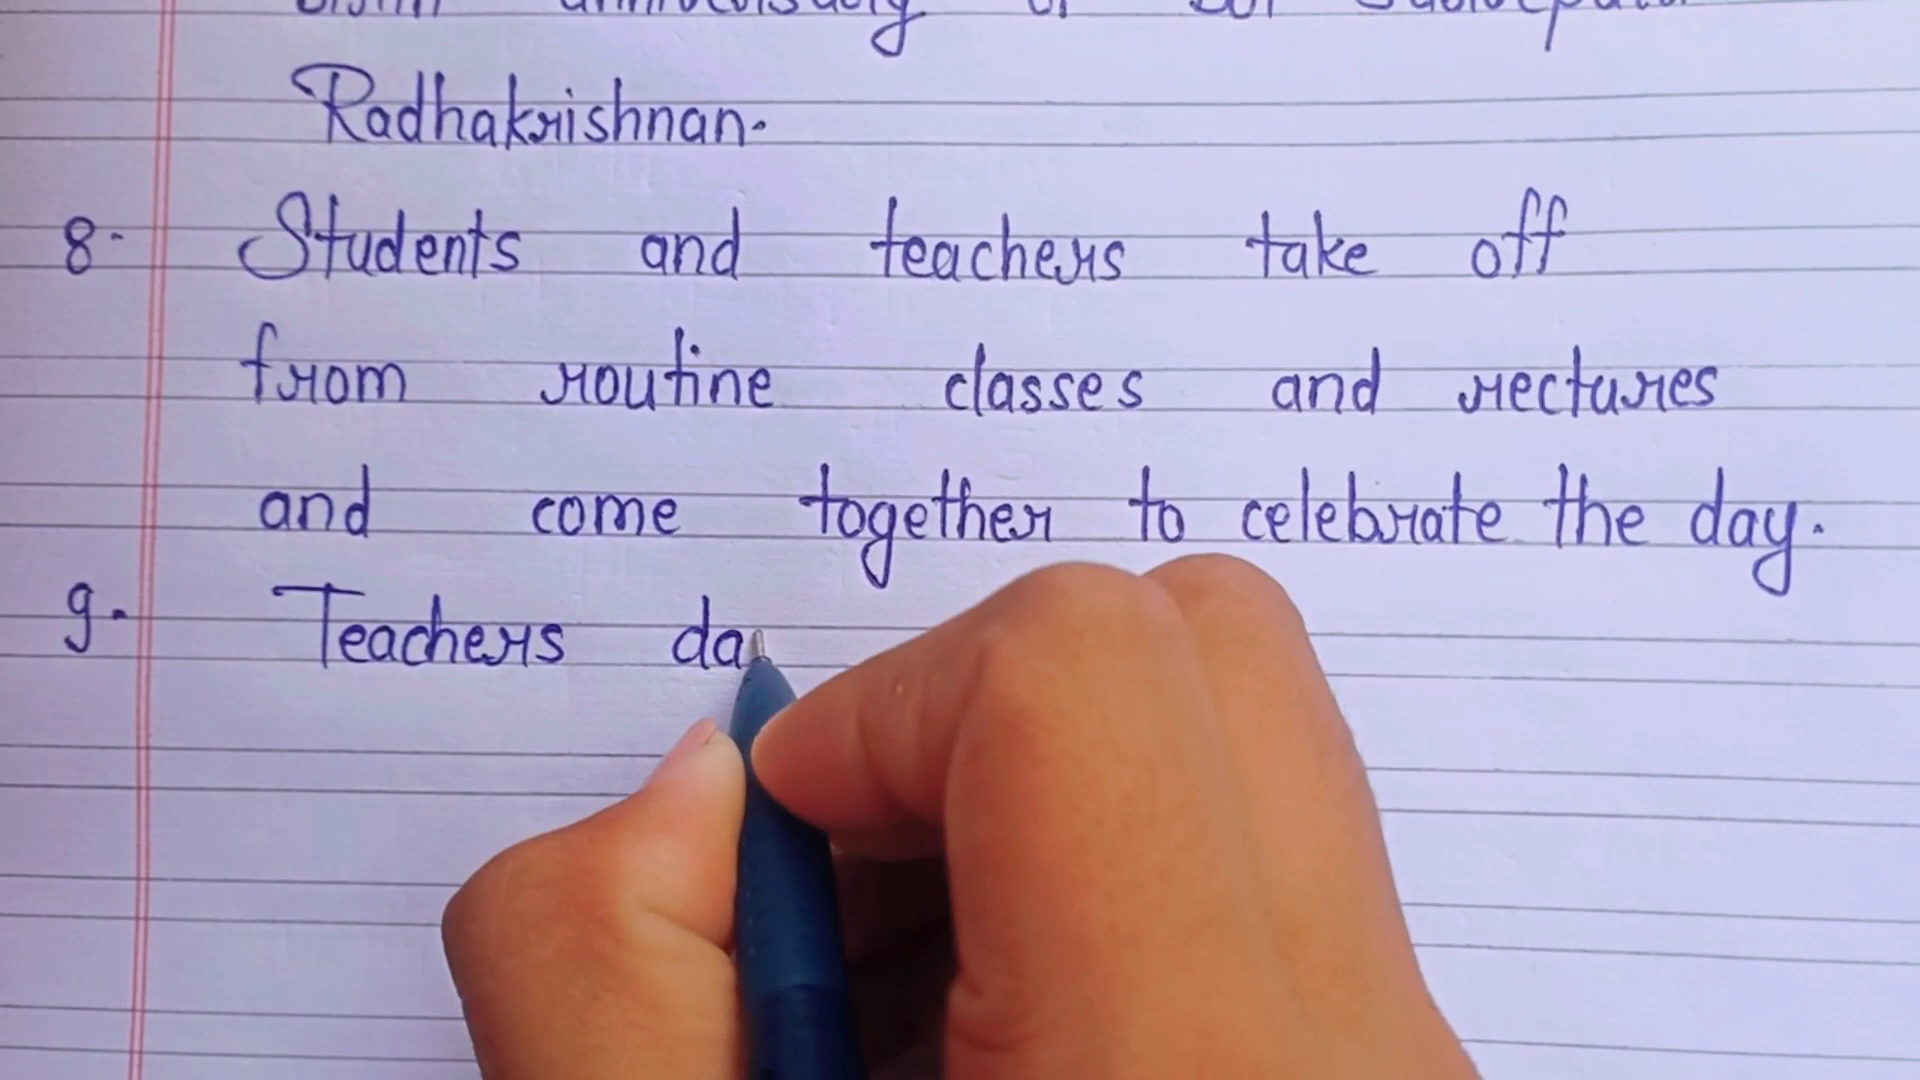 Radhakrishnan.
8. Students and teachers take off
from routine classes and rectures
and come together to celebrate the day.
9. Teachers da